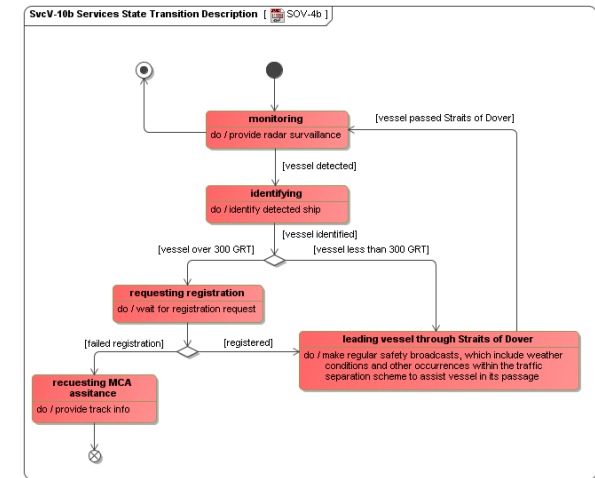 SvcV-10b Services State Transition Description [ SOV-4b ]
monitoring
do / provide radar survaillance
[vessel passed Straits of Dover]
[vessel detected]
identifying
do / identify detected ship
[vessel identified]
[vessel over 300 GRT]
[vessel less than 300 GRT]
requesting registration
do / wait for registration request
[failed registration]
[registered]
leading vessel through Straits of Dover
do / make regular safety broadcasts, which include weather
conditions and other occurrences within the traffic
separation scheme to assist vessel in its passage
recuesting MCA
assitance
do / provide track info